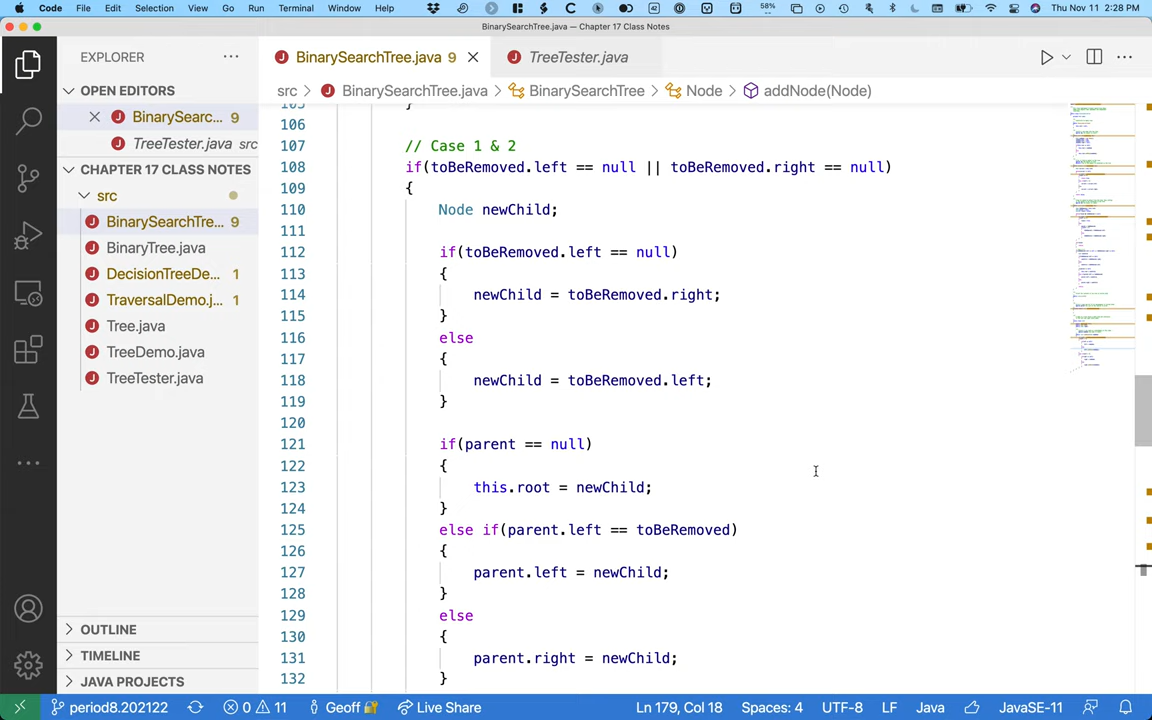 Code File Edit Selection View Go Run Terminal Window Help 58% Thu Nov 11 2:28 PM
BinarySearchTree.java — Chapter 17 Class Notes
EXPLORER ...
BinarySearchTree.java 9
TreeTester.java
src > BinarySearchTree.java > BinarySearchTree > Node > addNode(Node)
OPEN EDITORS
BinarySearc... 9
TreeTester.java src
CHAPTER 17 CLASS NOTES
src
BinarySearchTre... 9
BinaryTree.java
DecisionTreeDe... 1
TraversalDemo.j... 1
Tree.java
TreeDemo.java
TreeTester.java
OUTLINE
TIMELINE
JAVA PROJECTS
105 }
106
107 // Case 1 & 2
108 if(toBeRemoved.left == null || toBeRemoved.right == null)
109 {
110 Node newChild;
111
112 if(toBeRemoved.left == null)
113 {
114 newChild = toBeRemoved.right;
115 }
116 else
117 {
118 newChild = toBeRemoved.left;
119 }
120
121 if(parent == null)
122 {
123 this.root = newChild;
124 }
125 else if(parent.left == toBeRemoved)
126 {
127 parent.left = newChild;
128 }
129 else
130 {
131 parent.right = newChild;
132 }
period8.202122 0 11 Geoff Live Share Ln 179, Col 18 Spaces: 4 UTF-8 LF Java JavaSE-11